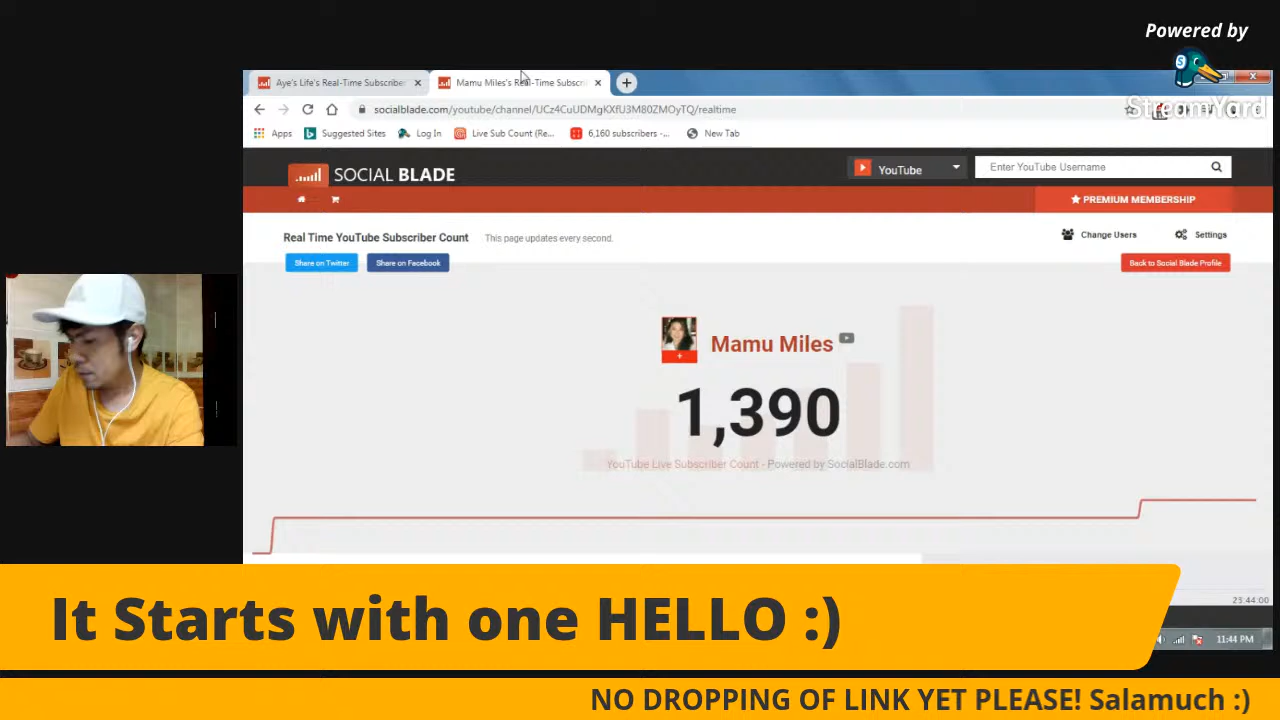 Powered by
StreamYard
Aye's Life's Real-Time Subscriber
Mamu Miles's Real-Time Subscri
socialblade.com/youtube/channel/UCz4CuUDMgKXfU3M80ZMOyTQ/realtime
Apps
Suggested Sites
Log In
Live Sub Count (Re...
6,160 subscribers -...
New Tab
SOCIAL BLADE
YouTube
Enter YouTube Username
PREMIUM MEMBERSHIP
Real Time YouTube Subscriber Count
This page updates every second.
Change Users
Settings
Share on Twitter
Share on Facebook
Back to Social Blade Profile
Mamu Miles
1,390
YouTube Live Subscriber Count - Powered by SocialBlade.com
23:44:00
11:44 PM
It Starts with one HELLO :)
NO DROPPING OF LINK YET PLEASE! Salamuch :)